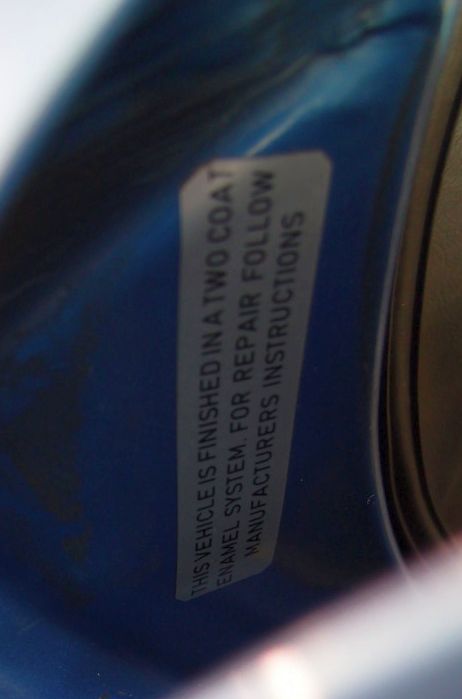 THIS VEHICLE IS FINISHED IN A TWO COAT
ENAMEL SYSTEM. FOR REPAIR FOLLOW
MANUFACTURERS INSTRUCTIONS